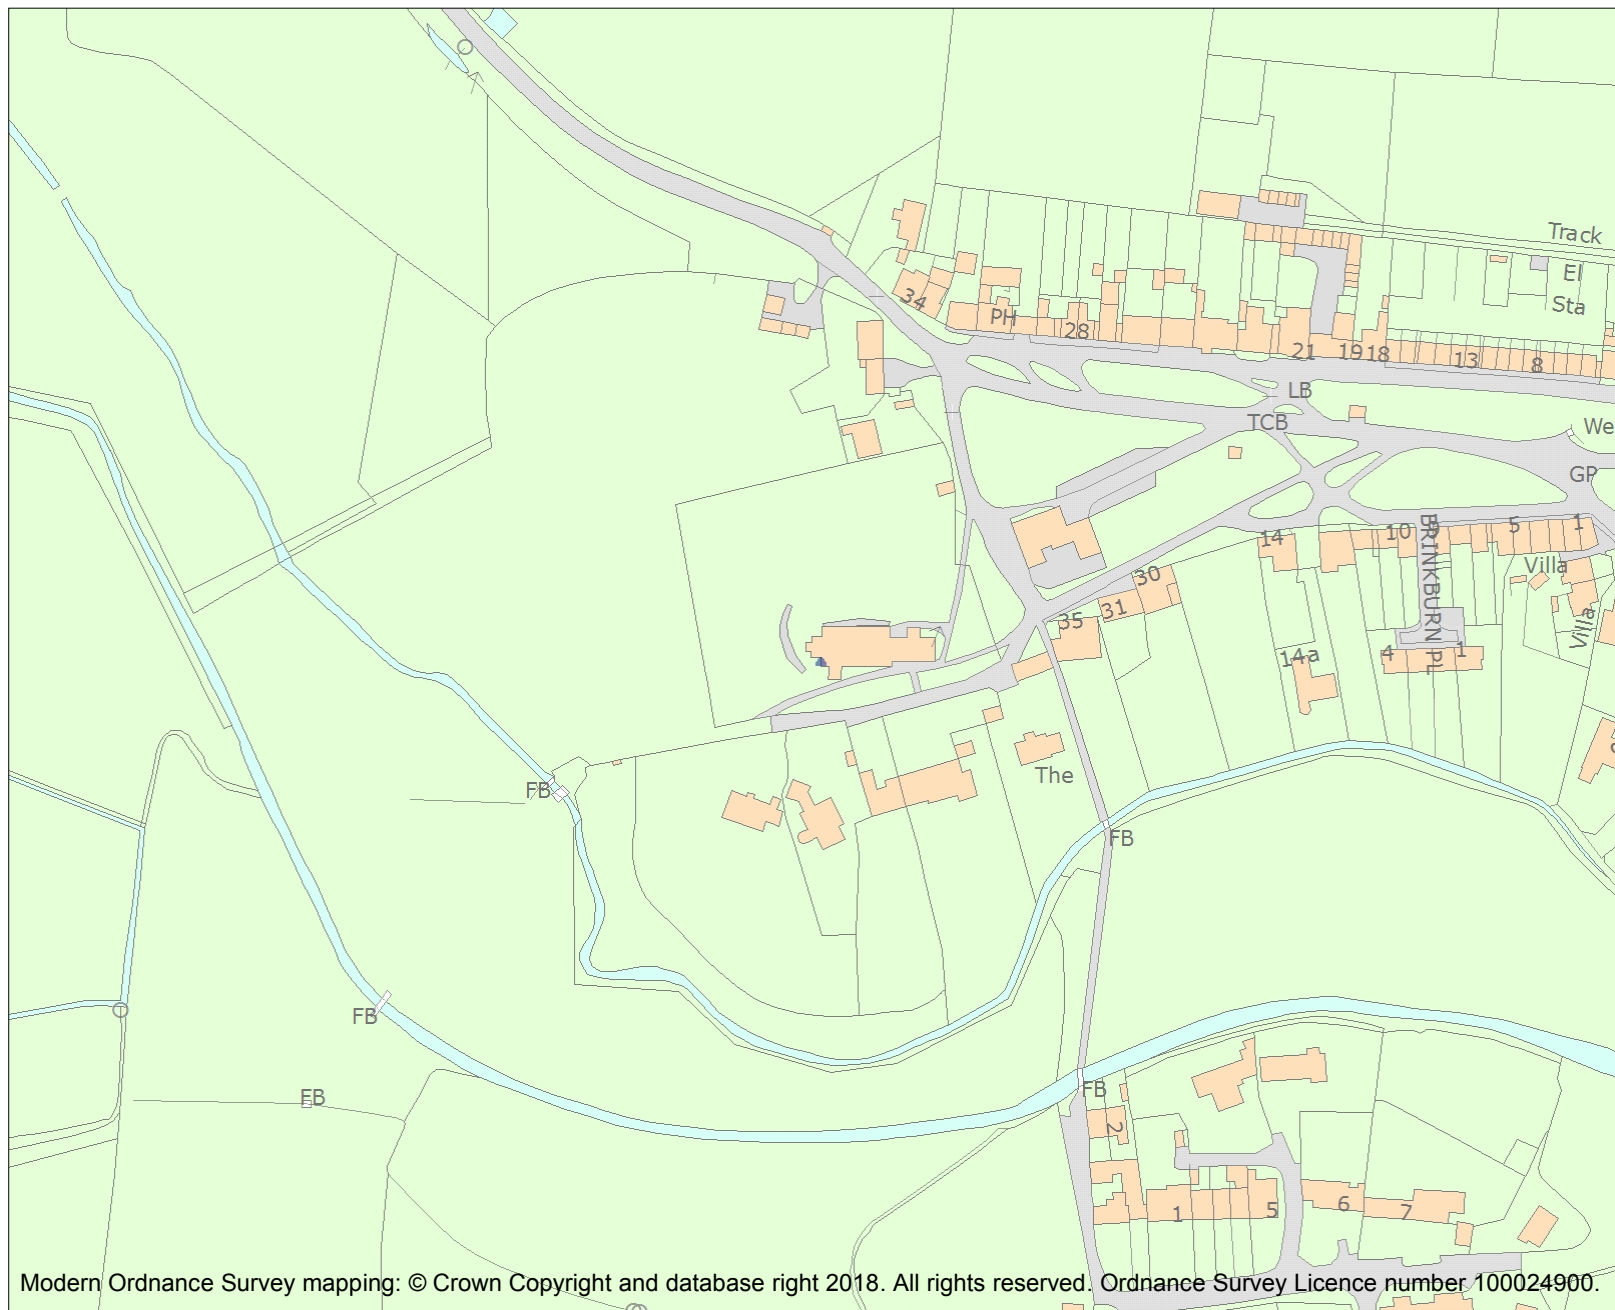 Track
El
Sta
34
PH
28
21
19
18
13
8
LB
TCB
We
GP
14
10
9
5
1
BRINKBURN PL
Villa
Villa
30
31
35
14a
4
1
The
FB
FB
FB
FB
FB
2
1
5
6
7
Modern Ordnance Survey mapping: © Crown Copyright and database right 2018. All rights reserved. Ordnance Survey Licence number 100024900.